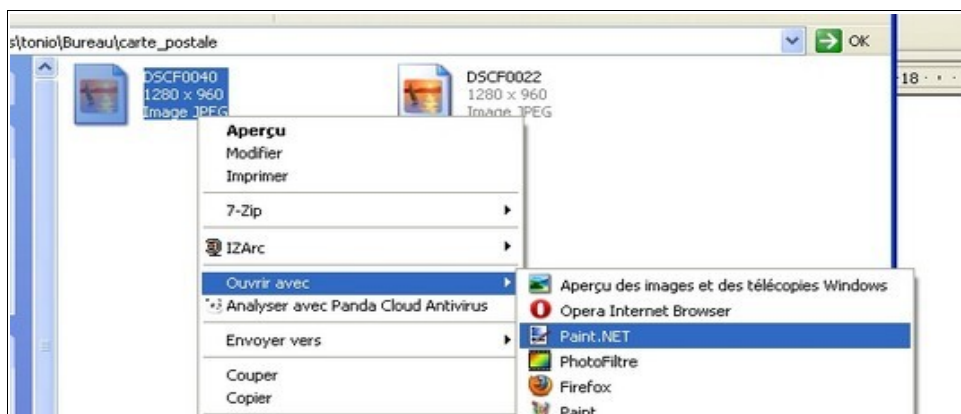 s\tonio\Bureau\carte_postale
OK
DSCF0040
1280 x 960
Image JPEG
DSCF0022
1280 x 960
Image JPEG
18
Aperçu
Modifier
Imprimer
7-Zip
IZArc
Ouvrir avec
Analyser avec Panda Cloud Antivirus
Envoyer vers
Couper
Copier
Aperçu des images et des télécopies Windows
Opera Internet Browser
Paint.NET
PhotoFiltre
Firefox
Paint